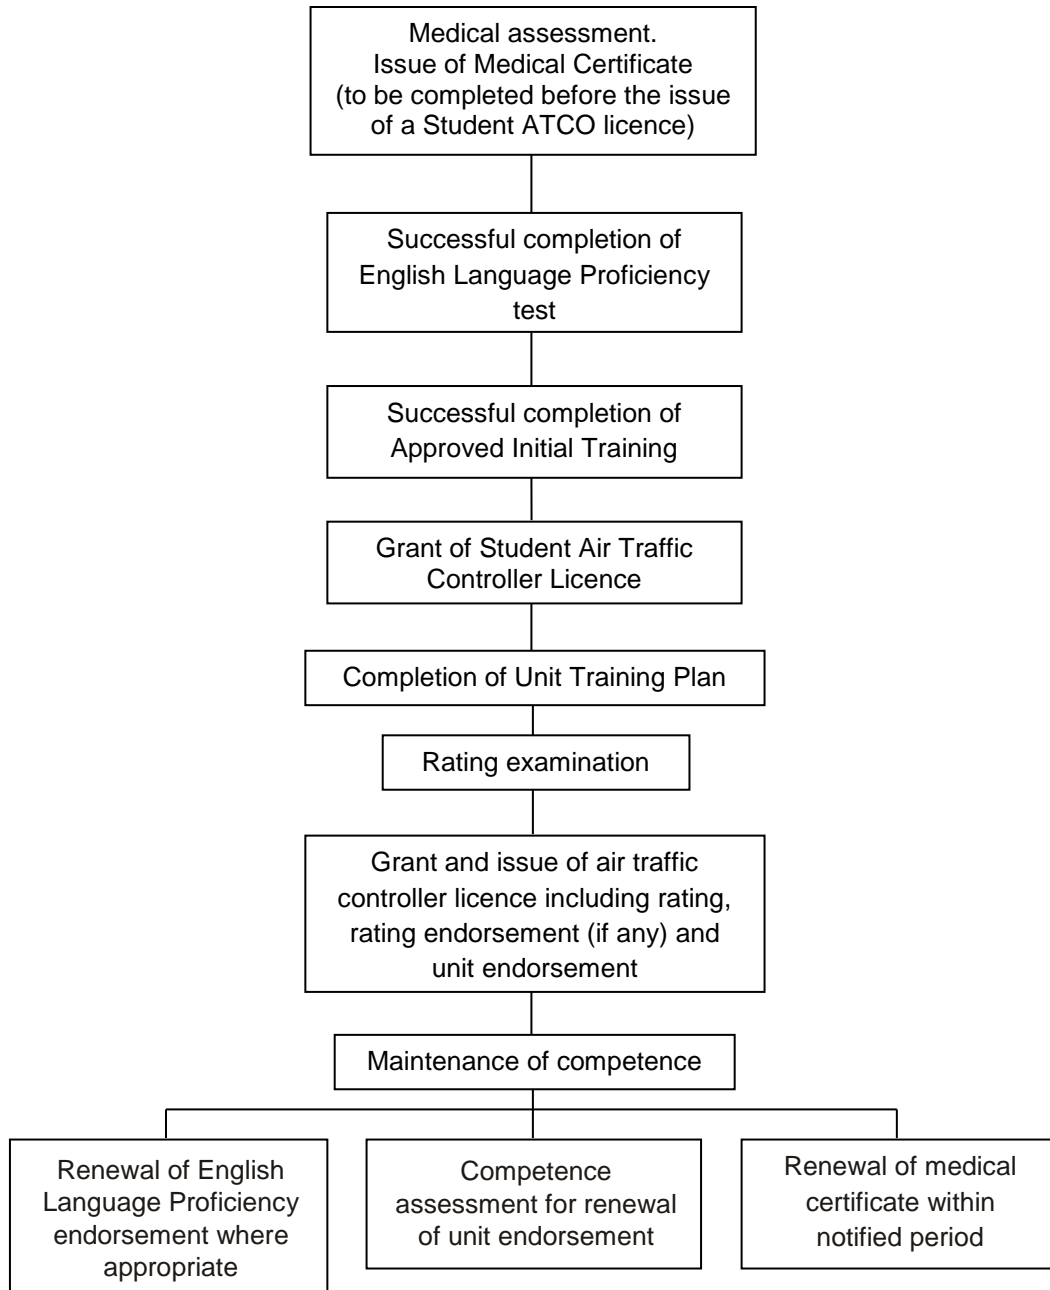 Medical assessment.
Issue of Medical Certificate
(to be completed before the issue
of a Student ATCO licence)
Successful completion of
English Language Proficiency
test
Successful completion of
Approved Initial Training
Grant of Student Air Traffic
Controller Licence
Completion of Unit Training Plan
Rating examination
Grant and issue of air traffic
controller licence including rating,
rating endorsement (if any) and
unit endorsement
Maintenance of competence
Renewal of English
Language Proficiency
endorsement where
appropriate
Competence
assessment for renewal
of unit endorsement
Renewal of medical
certificate within
notified period